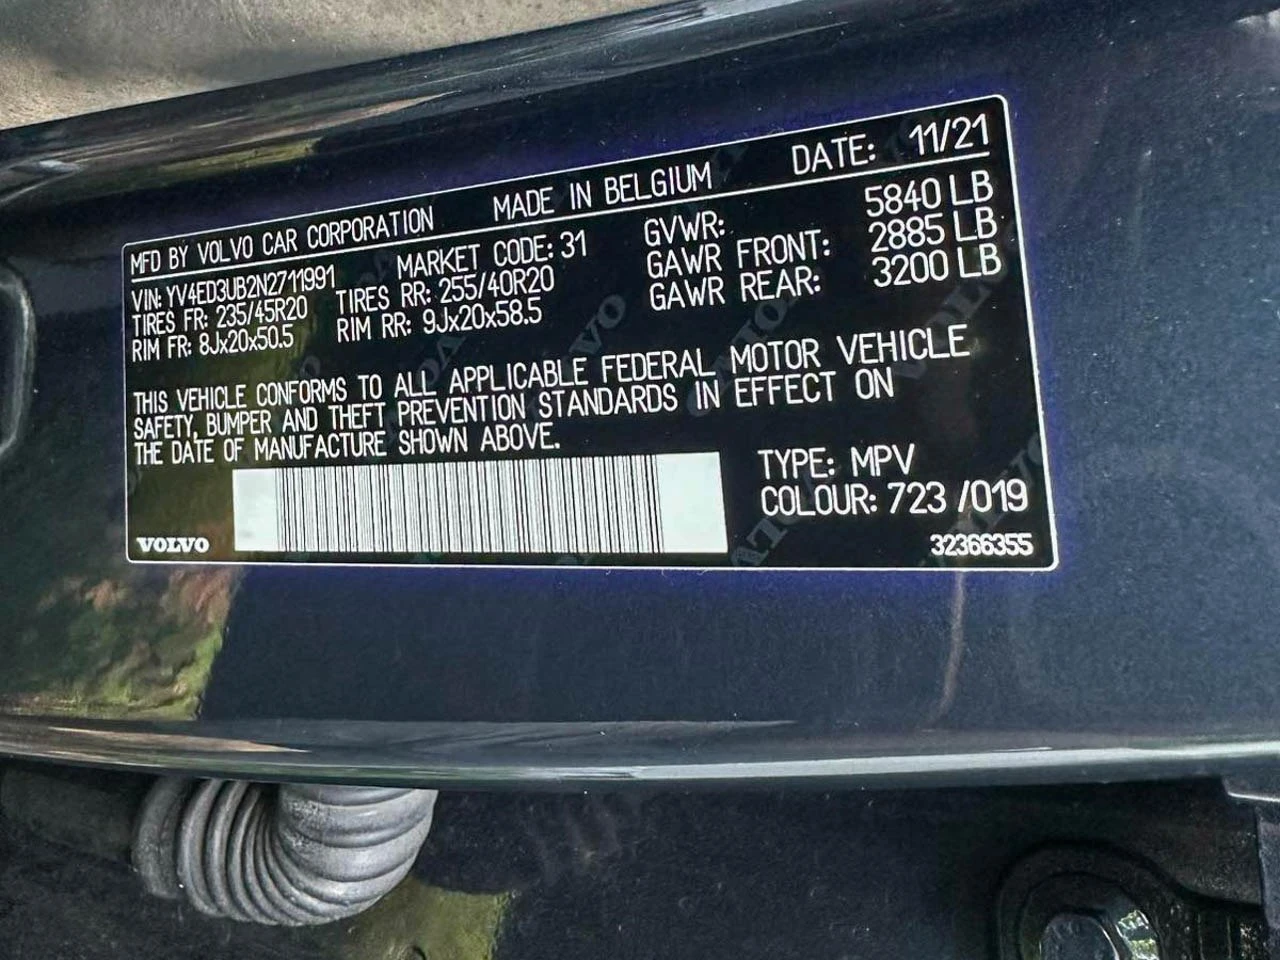 MFD BY VOLVO CAR CORPORATION MADE IN BELGIUM DATE: 11/21
VIN: YV4ED3UB2N2711991 MARKET CODE: 31 GVWR: 5840 LB
TIRES FR: 235/45R20 TIRES RR: 255/40R20 GAWR FRONT: 2885 LB
RIM FR: 8Jx20x50.5 RIM RR: 9Jx20x58.5 GAWR REAR: 3200 LB
THIS VEHICLE CONFORMS TO ALL APPLICABLE FEDERAL MOTOR VEHICLE
SAFETY, BUMPER AND THEFT PREVENTION STANDARDS IN EFFECT ON
THE DATE OF MANUFACTURE SHOWN ABOVE.
TYPE: MPV
COLOUR: 723 /019
VOLVO 32366355